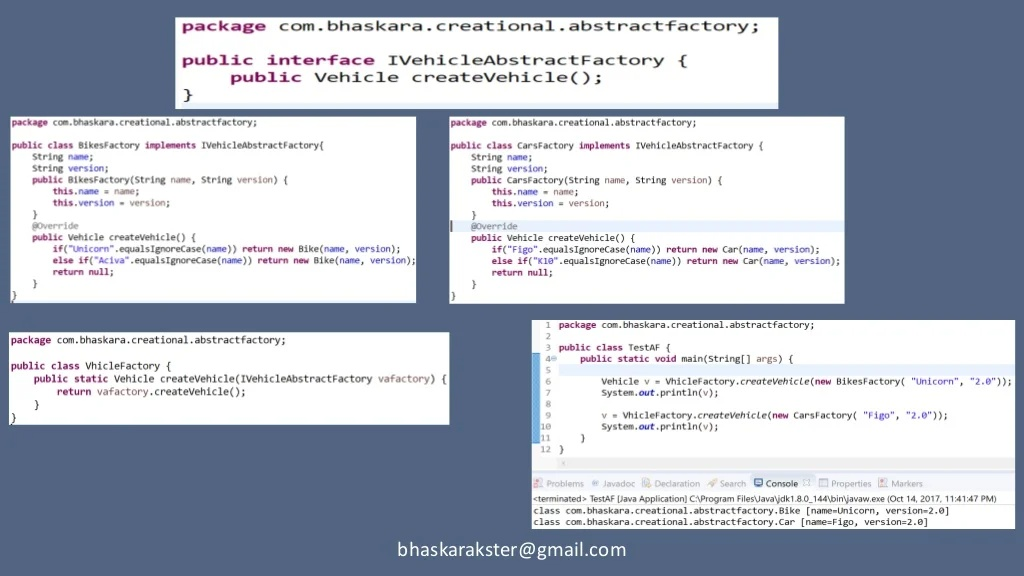 package com.bhaskara.creational.abstractfactory;
public interface IVehicleAbstractFactory {
public Vehicle createVehicle();
}
package com.bhaskara.creational.abstractfactory;
public class BikesFactory implements IVehicleAbstractFactory{
String name;
String version;
public BikesFactory(String name, String version) {
this.name = name;
this.version = version;
}
@Override
public Vehicle createVehicle() {
if("Unicorn".equalsIgnoreCase(name)) return new Bike(name, version);
else if("Aciva".equalsIgnoreCase(name)) return new Bike(name, version);
return null;
}
}
package com.bhaskara.creational.abstractfactory;
public class CarsFactory implements IVehicleAbstractFactory {
String name;
String version;
public CarsFactory(String name, String version) {
this.name = name;
this.version = version;
}
@Override
public Vehicle createVehicle() {
if("Figo".equalsIgnoreCase(name)) return new Car(name, version);
else if("K10".equalsIgnoreCase(name)) return new Car(name, version);
return null;
}
}
package com.bhaskara.creational.abstractfactory;
public class VhicleFactory {
public static Vehicle createVehicle(IVehicleAbstractFactory vafactory) {
return vafactory.createVehicle();
}
}
1 package com.bhaskara.creational.abstractfactory;
2
3 public class TestAF {
4 public static void main(String[] args) {
5
6 Vehicle v = VhicleFactory.createVehicle(new BikesFactory( "Unicorn", "2.0"));
7 System.out.println(v);
8
9 v = VhicleFactory.createVehicle(new CarsFactory( "Figo", "2.0"));
10 System.out.println(v);
11 }
12 }
Problems Javadoc Declaration Search Console Properties Markers
<terminated> TestAF [Java Application] C:\Program Files\Java\jdk1.8.0_144\bin\javaw.exe (Oct 14, 2017, 11:41:47 PM)
class com.bhaskara.creational.abstractfactory.Bike [name=Unicorn, version=2.0]
class com.bhaskara.creational.abstractfactory.Car [name=Figo, version=2.0]
bhaskarakster@gmail.com